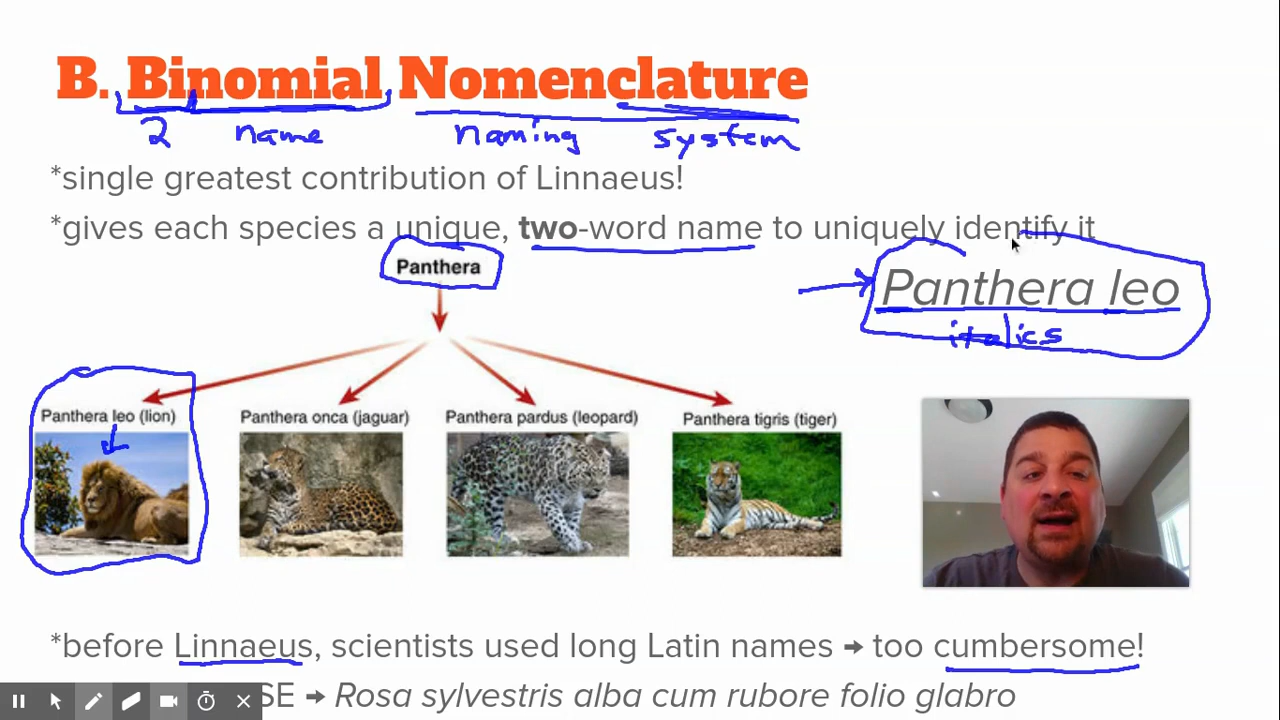 B. Binomial Nomenclature
2 name naming system
*single greatest contribution of Linnaeus!
*gives each species a unique, two-word name to uniquely identify it
Panthera
Panthera leo
italics
Panthera leo (lion) Panthera onca (jaguar) Panthera pardus (leopard) Panthera tigris (tiger)
*before Linnaeus, scientists used long Latin names → too cumbersome!
SE → Rosa sylvestris alba cum rubore folio glabro